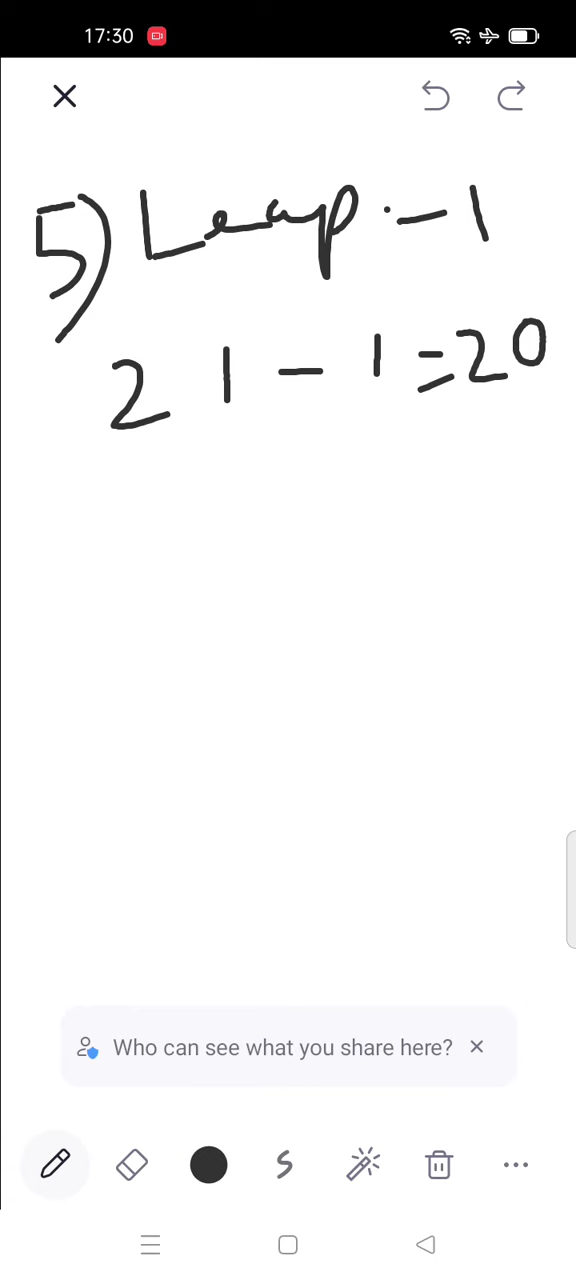 17:30
5) Leap. - 1
21 - 1 = 20
Who can see what you share here? ×